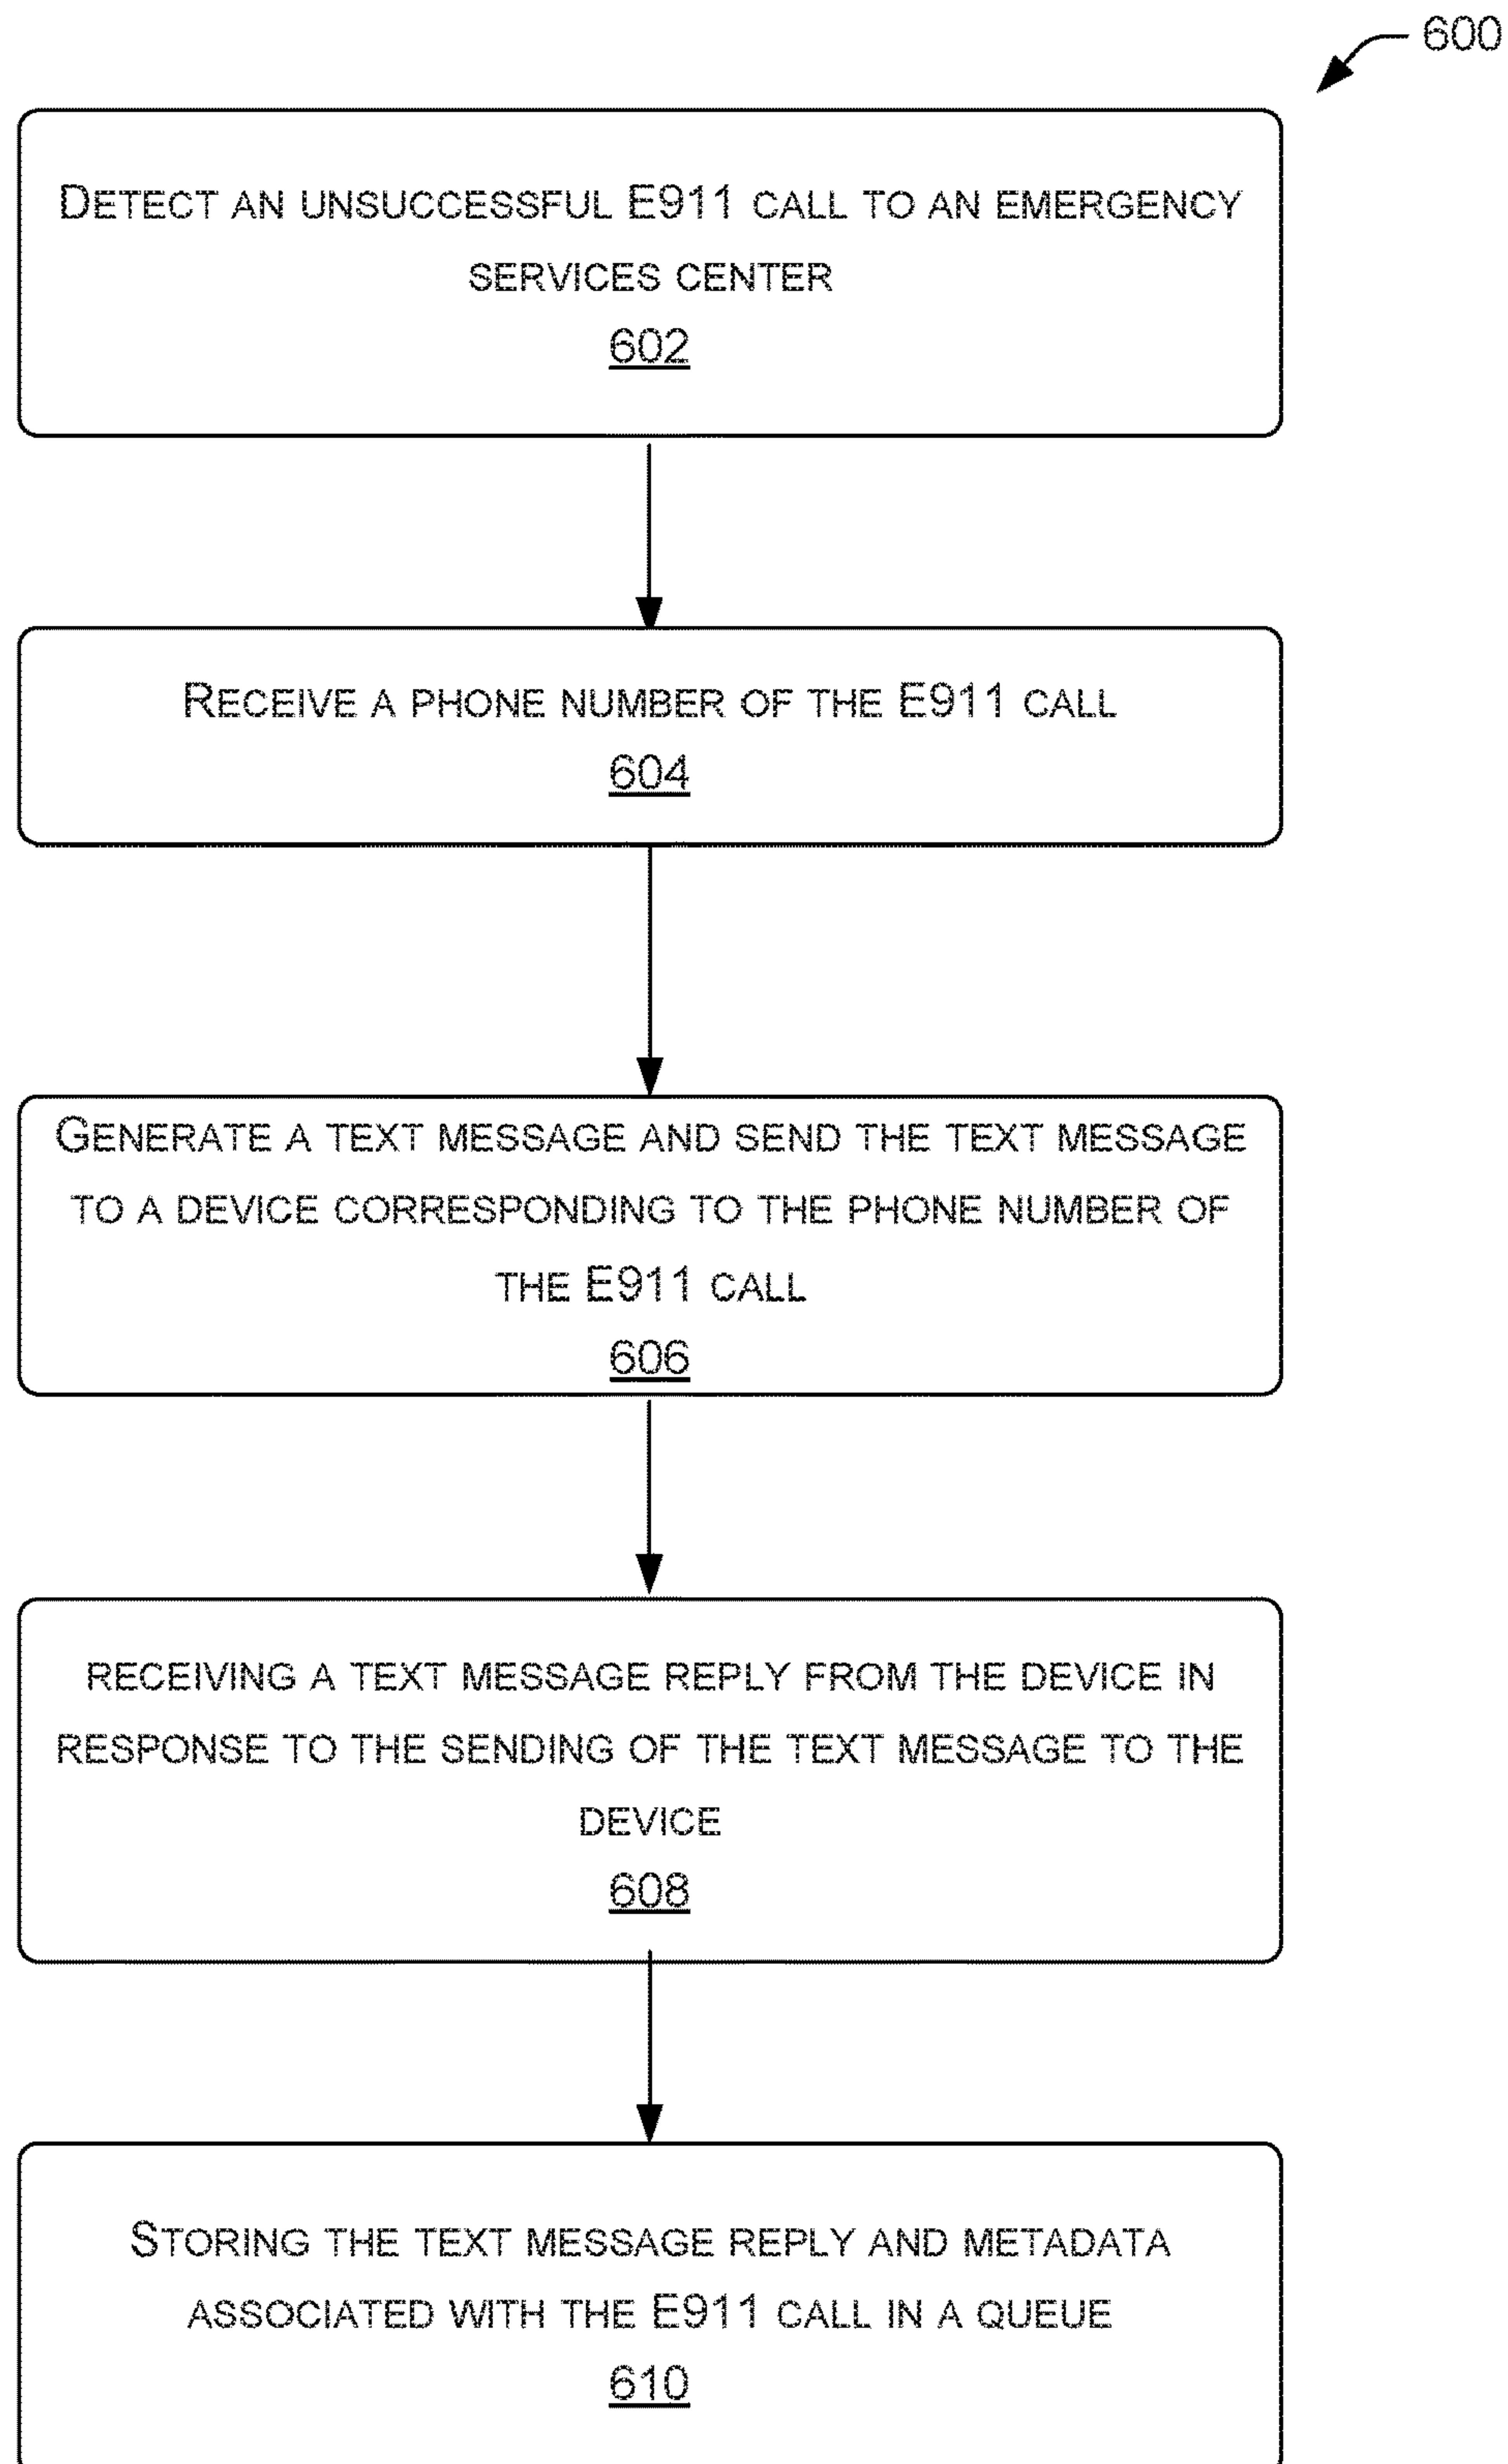 600
DETECT AN UNSUCCESSFUL E911 CALL TO AN EMERGENCY
SERVICES CENTER
602
RECEIVE A PHONE NUMBER OF THE E911 CALL
604
GENERATE A TEXT MESSAGE AND SEND THE TEXT MESSAGE
TO A DEVICE CORRESPONDING TO THE PHONE NUMBER OF
THE E911 CALL
606
RECEIVING A TEXT MESSAGE REPLY FROM THE DEVICE IN
RESPONSE TO THE SENDING OF THE TEXT MESSAGE TO THE
DEVICE
608
STORING THE TEXT MESSAGE REPLY AND METADATA
ASSOCIATED WITH THE E911 CALL IN A QUEUE
610